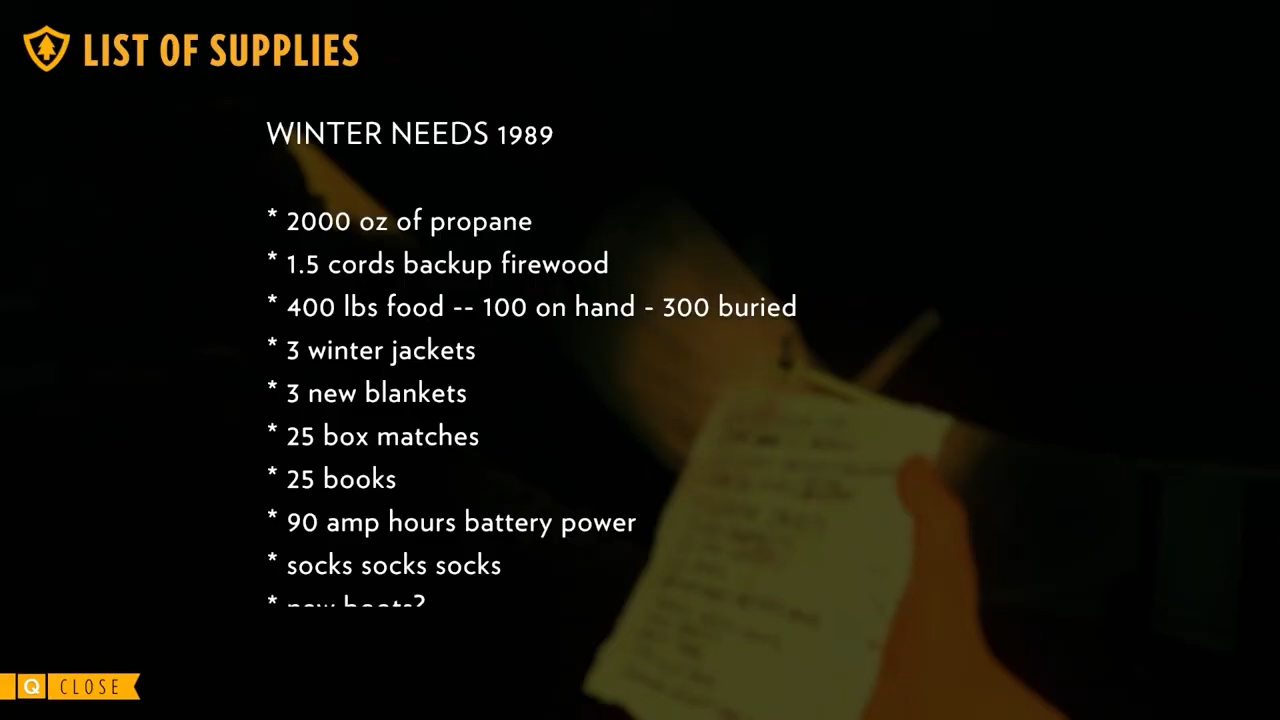 LIST OF SUPPLIES
WINTER NEEDS 1989
* 2000 oz of propane
* 1.5 cords backup firewood
* 400 lbs food -- 100 on hand - 300 buried
* 3 winter jackets
* 3 new blankets
* 25 box matches
* 25 books
* 90 amp hours battery power
* socks socks socks
* new boots?
Q CLOSE